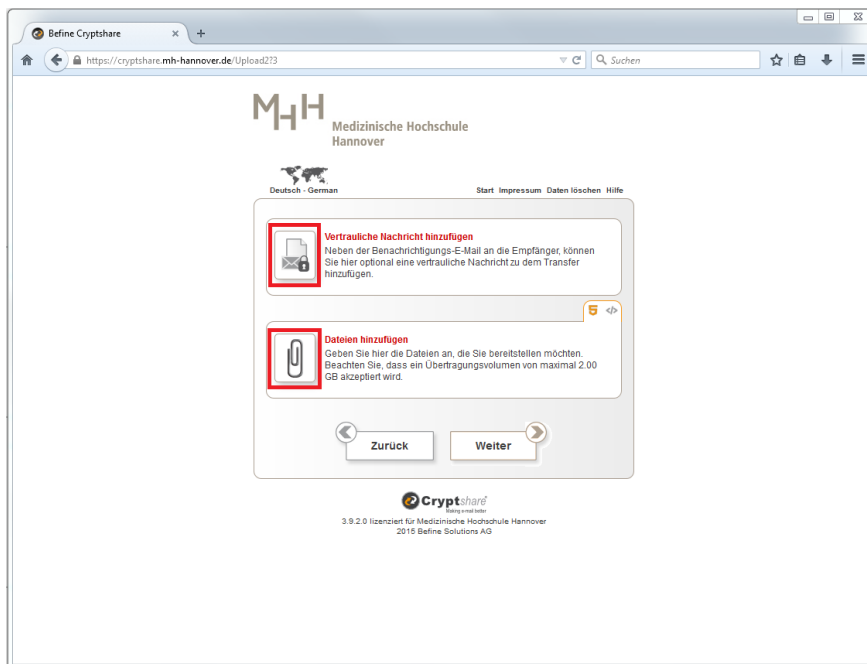 Befine Cryptshare
https://cryptshare.mh-hannover.de/Upload2?3
Suchen
MHH
Medizinische Hochschule
Hannover
Deutsch - German
Start Impressum Daten löschen Hilfe
Vertrauliche Nachricht hinzufügen
Neben der Benachrichtigungs-E-Mail an die Empfänger, können
Sie hier optional eine vertrauliche Nachricht zu dem Transfer
hinzufügen.
Dateien hinzufügen
Geben Sie hier die Dateien an, die Sie bereitstellen möchten.
Beachten Sie, dass ein Übertragungsvolumen von maximal 2.00
GB akzeptiert wird.
Zurück
Weiter
Cryptshare
Making e-mail better
3.9.2.0 lizenziert für Medizinische Hochschule Hannover
2015 Befine Solutions AG